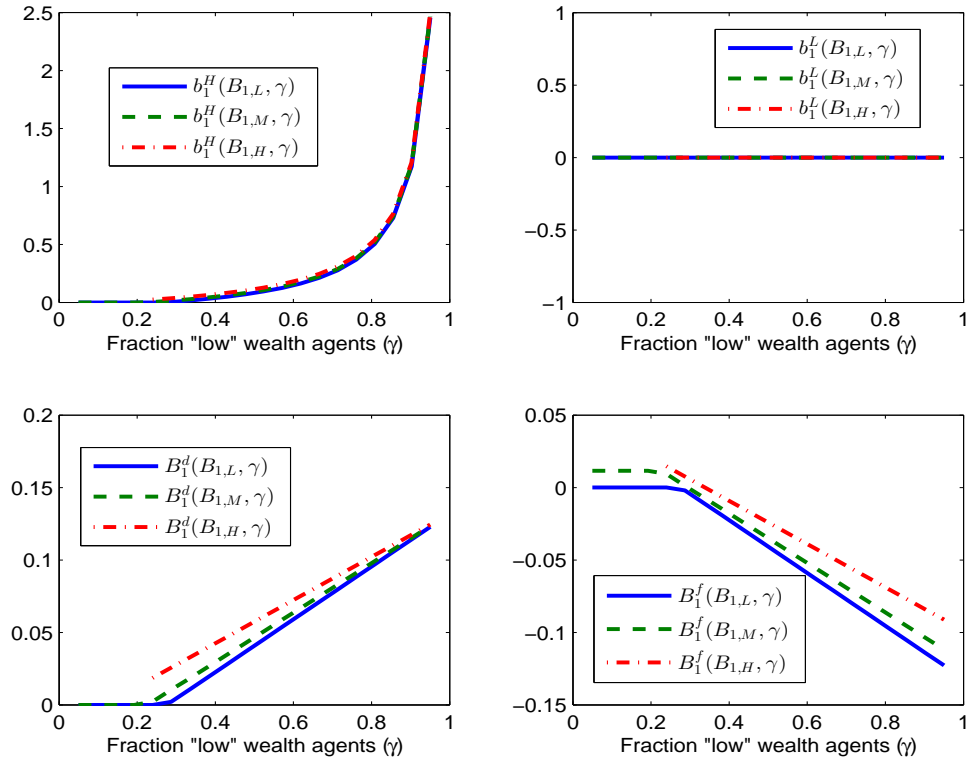 2.5
2
1.5
1
0.5
0
0 0.2 0.4 0.6 0.8 1
Fraction "low" wealth agents (γ)
b_1^H(B_{1,L}, γ)
b_1^H(B_{1,M}, γ)
b_1^H(B_{1,H}, γ)
1
0.5
0
−0.5
−1
0 0.2 0.4 0.6 0.8 1
Fraction "low" wealth agents (γ)
b_1^L(B_{1,L}, γ)
b_1^L(B_{1,M}, γ)
b_1^L(B_{1,H}, γ)
0.2
0.15
0.1
0.05
0
0 0.2 0.4 0.6 0.8 1
Fraction "low" wealth agents (γ)
B_1^d(B_{1,L}, γ)
B_1^d(B_{1,M}, γ)
B_1^d(B_{1,H}, γ)
0.05
0
−0.05
−0.1
−0.15
0 0.2 0.4 0.6 0.8 1
Fraction "low" wealth agents (γ)
B_1^f(B_{1,L}, γ)
B_1^f(B_{1,M}, γ)
B_1^f(B_{1,H}, γ)